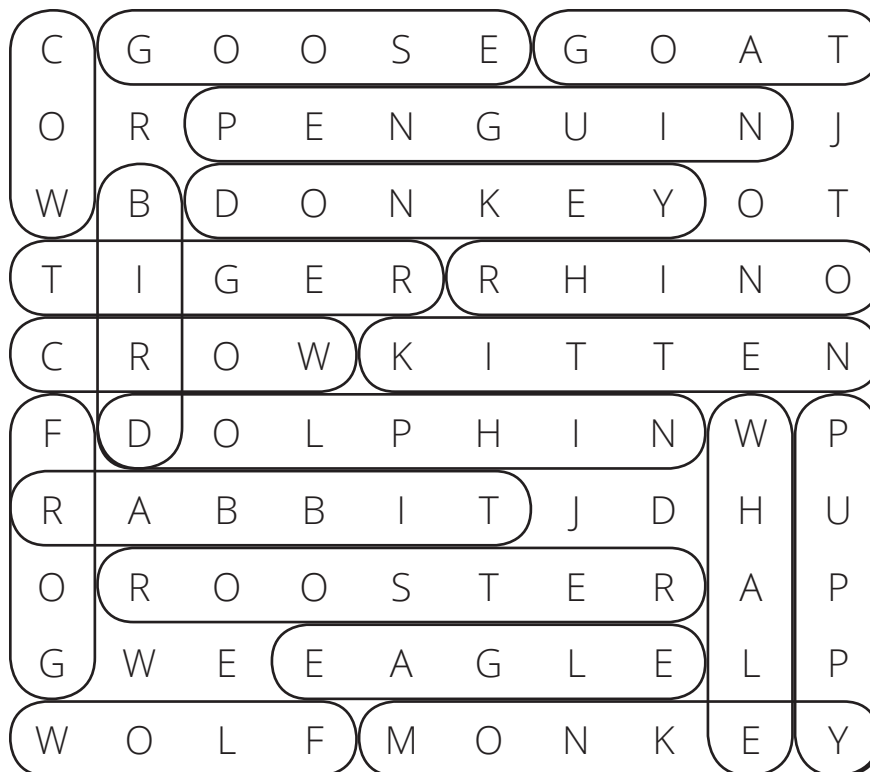 C G O O S E G O A T
O R P E N G U I N J
W B D O N K E Y O T
T I G E R R H I N O
C R O W K I T T E N
F D O L P H I N W P
R A B B I T J D H U
O R O O S T E R A P
G W E E A G L E L P
W O L F M O N K E Y